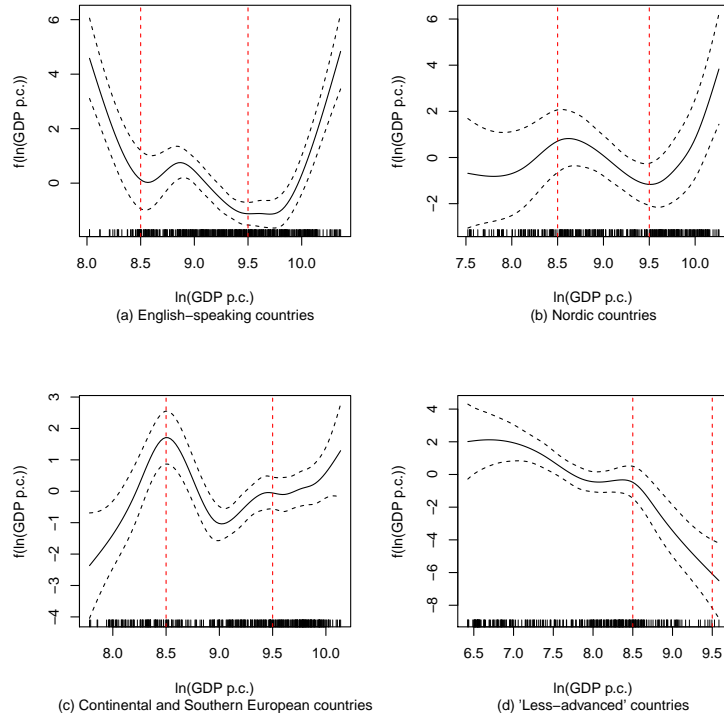 f(ln(GDP p.c.))
6
4
2
0
8.0 8.5 9.0 9.5 10.0
ln(GDP p.c.)
(a) English−speaking countries
f(ln(GDP p.c.))
6
4
2
0
−2
7.5 8.0 8.5 9.0 9.5 10.0
ln(GDP p.c.)
(b) Nordic countries
f(ln(GDP p.c.))
3
2
1
0
−1
−2
−3
−4
8.0 8.5 9.0 9.5 10.0
ln(GDP p.c.)
(c) Continental and Southern European countries
f(ln(GDP p.c.))
4
2
0
−2
−4
−6
−8
6.5 7.0 7.5 8.0 8.5 9.0 9.5
ln(GDP p.c.)
(d) 'Less−advanced' countries